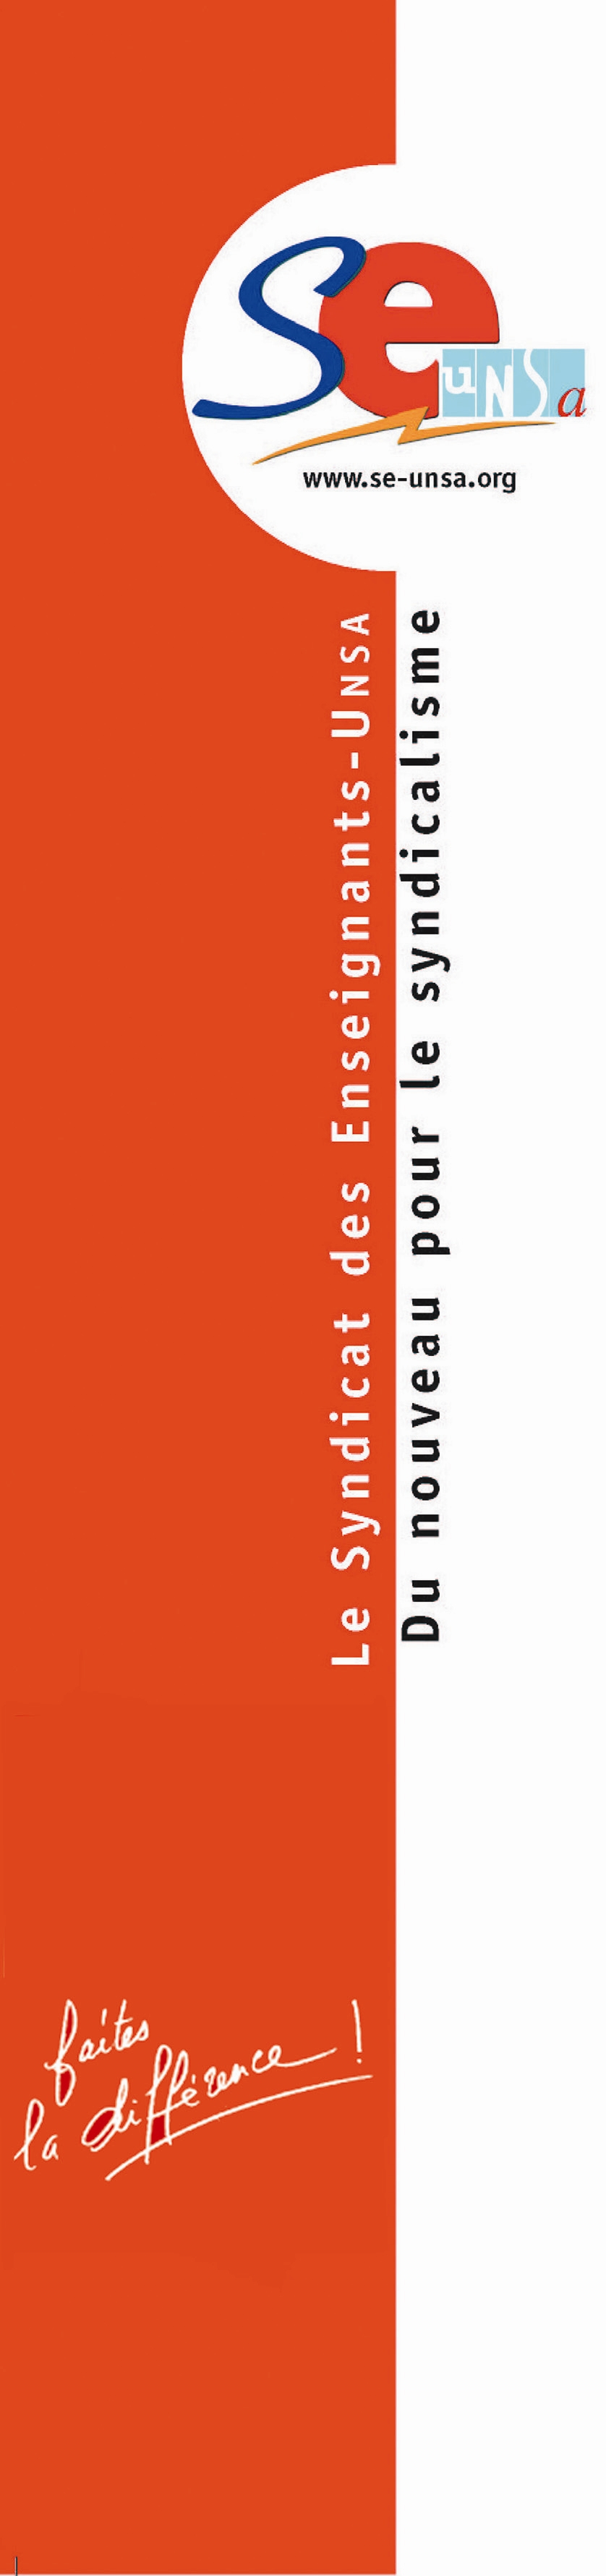 Se
uNSa
www.se-unsa.org
Le Syndicat des Enseignants-UNSA
Du nouveau pour le syndicalisme
faites
la différence !